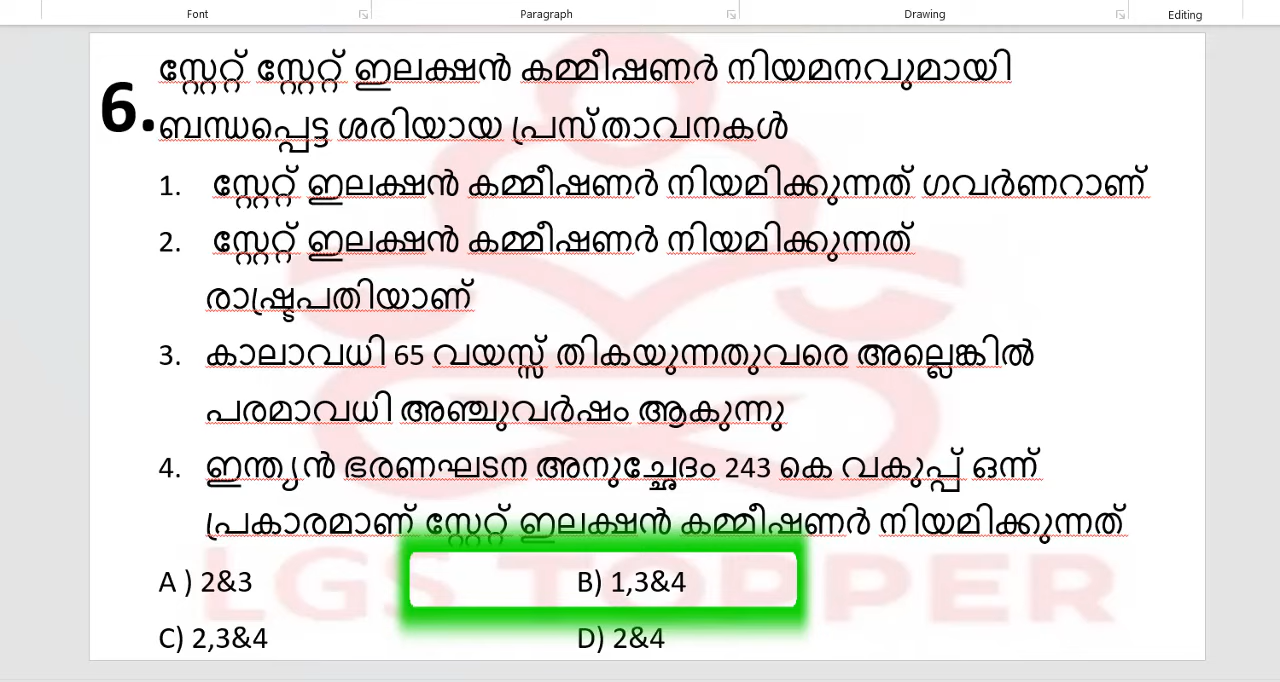 Font Paragraph Drawing Editing
സ്റ്റേറ്റ് സ്റ്റേറ്റ് ഇലക്ഷൻ കമ്മീഷണർ നിയമനവുമായി
6. ബന്ധപ്പെട്ട ശരിയായ പ്രസ്താവനകൾ
1. സ്റ്റേറ്റ് ഇലക്ഷൻ കമ്മീഷണർ നിയമിക്കുന്നത് ഗവർണറാണ്
2. സ്റ്റേറ്റ് ഇലക്ഷൻ കമ്മീഷണർ നിയമിക്കുന്നത്
രാഷ്ട്രപതിയാണ്
3. കാലാവധി 65 വയസ്സ് തികയുന്നതുവരെ അല്ലെങ്കിൽ
പരമാവധി അഞ്ചുവർഷം ആകുന്നു
4. ഇന്ത്യൻ ഭരണഘടന അനുച്ഛേദം 243 കെ വകുപ്പ് ഒന്ന്
പ്രകാരമാണ് സ്റ്റേറ്റ് ഇലക്ഷൻ കമ്മീഷണർ നിയമിക്കുന്നത്
A ) 2&3 B) 1,3&4
LGS TOPPER
C) 2,3&4 D) 2&4